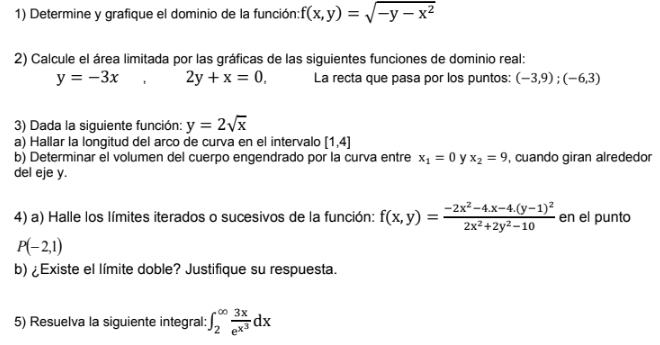 1) Determine y grafique el dominio de la función:f(x, y) = √(−y − x²)
2) Calcule el área limitada por las gráficas de las siguientes funciones de dominio real:
y = −3x , 2y + x = 0, La recta que pasa por los puntos: (−3,9) ; (−6,3)
3) Dada la siguiente función: y = 2√x
a) Hallar la longitud del arco de curva en el intervalo [1,4]
b) Determinar el volumen del cuerpo engendrado por la curva entre x₁ = 0 y x₂ = 9, cuando giran alrededor
del eje y.
4) a) Halle los límites iterados o sucesivos de la función: f(x, y) = (−2x²−4.x−4.(y−1)²)/(2x²+2y²−10) en el punto
P(−2,1)
b) ¿Existe el límite doble? Justifique su respuesta.
5) Resuelva la siguiente integral: ∫₂^∞ 3x/e^(x³) dx